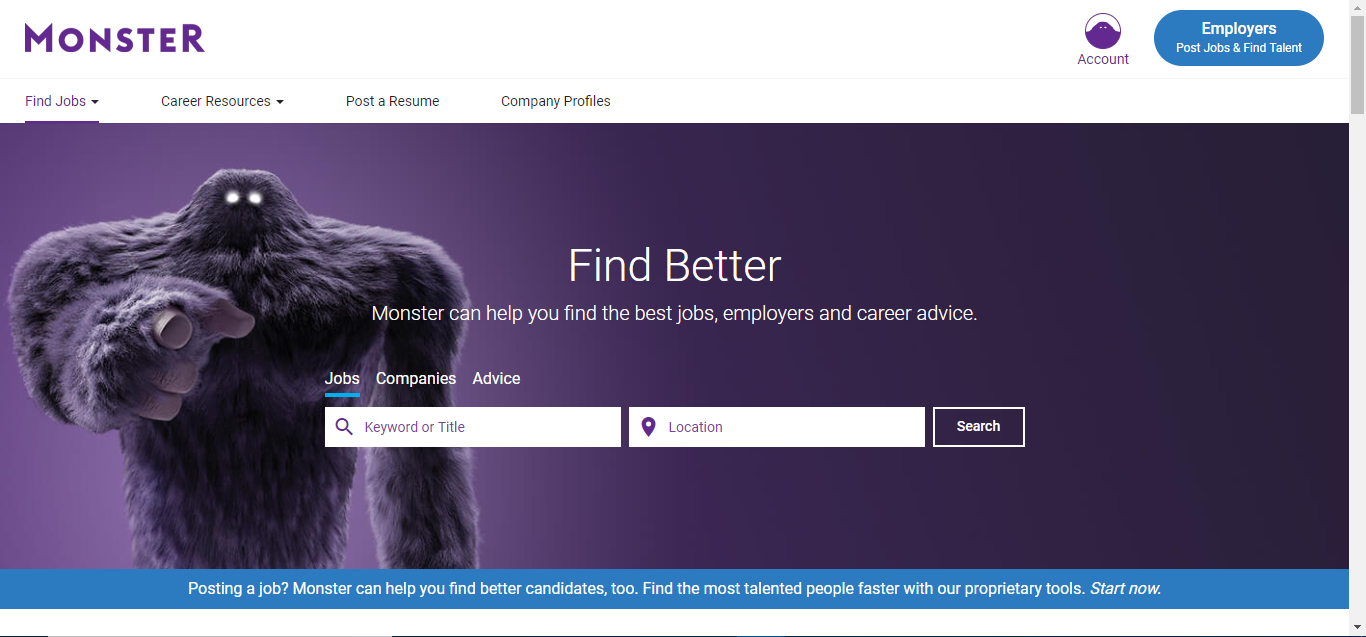 MONSTER
Account
Employers
Post Jobs & Find Talent
Find Jobs
Career Resources
Post a Resume
Company Profiles
Find Better
Monster can help you find the best jobs, employers and career advice.
Jobs Companies Advice
Keyword or Title
Location
Search
Posting a job? Monster can help you find better candidates, too. Find the most talented people faster with our proprietary tools. Start now.